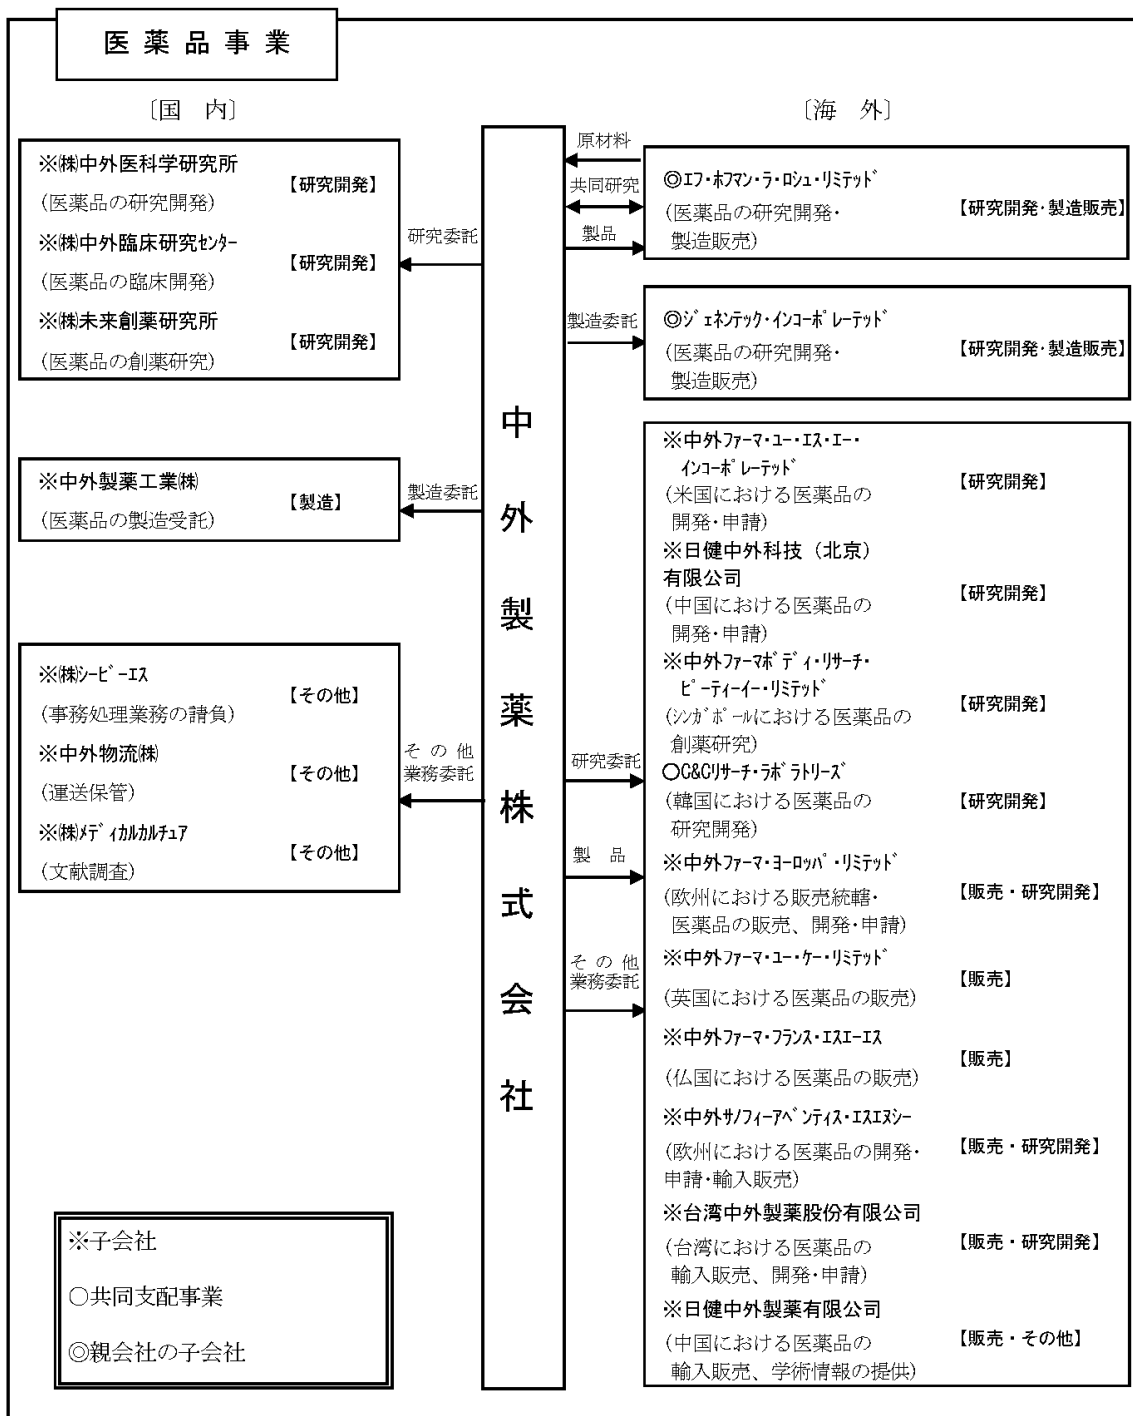 医薬品事業
〔国　内〕
〔海　外〕
※㈱中外医科学研究所
(医薬品の研究開発)
【研究開発】
※㈱中外臨床研究ｾﾝﾀｰ
(医薬品の臨床開発)
【研究開発】
※㈱未来創薬研究所
(医薬品の創薬研究)
【研究開発】
研究委託
※中外製薬工業㈱
(医薬品の製造受託)
【製造】
製造委託
※㈱ｼｰﾋﾞｰｴｽ
(事務処理業務の請負)
【その他】
※中外物流㈱
(運送保管)
【その他】
※㈱ﾒﾃﾞｨｶﾙｶﾙﾁｭｱ
(文献調査)
【その他】
その他
業務委託
中外製薬株式会社
原材料
共同研究
製品
◎ｴﾌ･ﾎﾌﾏﾝ･ﾗ･ﾛｼｭ･ﾘﾐﾃｯﾄﾞ
(医薬品の研究開発･
製造販売)
【研究開発･製造販売】
製造委託
◎ｼﾞｪﾈﾝﾃｯｸ･ｲﾝｺｰﾎﾟﾚｰﾃｯﾄﾞ
(医薬品の研究開発･
製造販売)
【研究開発･製造販売】
※中外ﾌｧｰﾏ･ﾕｰ･ｴｽ･ｴｰ･
ｲﾝｺｰﾎﾟﾚｰﾃｯﾄﾞ
(米国における医薬品の
開発･申請)
【研究開発】
※日健中外科技（北京）
有限公司
(中国における医薬品の
開発･申請)
【研究開発】
※中外ﾌｧｰﾏﾎﾞﾃﾞｨ･ﾘｻｰﾁ･
ﾋﾟｰﾃｨｰｲｰ･ﾘﾐﾃｯﾄﾞ
(ｼﾝｶﾞﾎﾟｰﾙにおける医薬品の
創薬研究)
【研究開発】
研究委託
○C&Cﾘｻｰﾁ･ﾗﾎﾞﾗﾄﾘｰｽﾞ
(韓国における医薬品の
研究開発)
【研究開発】
製　品
※中外ﾌｧｰﾏ･ﾖｰﾛｯﾊﾟ･ﾘﾐﾃｯﾄﾞ
(欧州における販売統轄･
医薬品の販売、開発･申請)
【販売・研究開発】
その他
業務委託
※中外ﾌｧｰﾏ･ﾕｰ･ｹｰ･ﾘﾐﾃｯﾄﾞ
(英国における医薬品の販売)
【販売】
※中外ﾌｧｰﾏ･ﾌﾗﾝｽ･ｴｽｴｰｴｽ
(仏国における医薬品の販売)
【販売】
※中外ｻﾉﾌｨｰｱﾍﾞﾝﾃｨｽ･ｴｽｴﾇｼｰ
(欧州における医薬品の開発･
申請･輸入販売)
【販売・研究開発】
※台湾中外製薬股份有限公司
(台湾における医薬品の
輸入販売、開発･申請)
【販売・研究開発】
※日健中外製薬有限公司
(中国における医薬品の
輸入販売、学術情報の提供)
【販売・その他】
※子会社
○共同支配事業
◎親会社の子会社